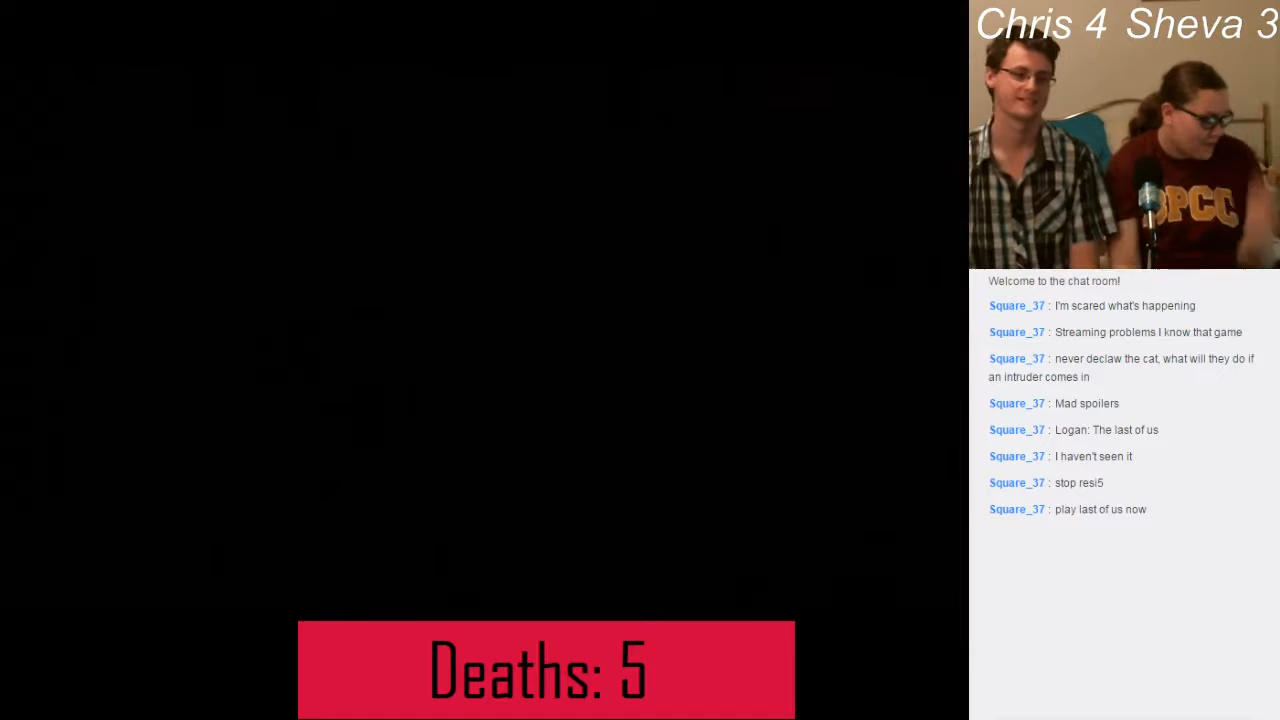 Chris 4 Sheva 3
BPCC
Welcome to the chat room!
Square_37 : I'm scared what's happening
Square_37 : Streaming problems I know that game
Square_37 : never declaw the cat, what will they do if
an intruder comes in
Square_37 : Mad spoilers
Square_37 : Logan: The last of us
Square_37 : I haven't seen it
Square_37 : stop resi5
Square_37 : play last of us now
Deaths: 5